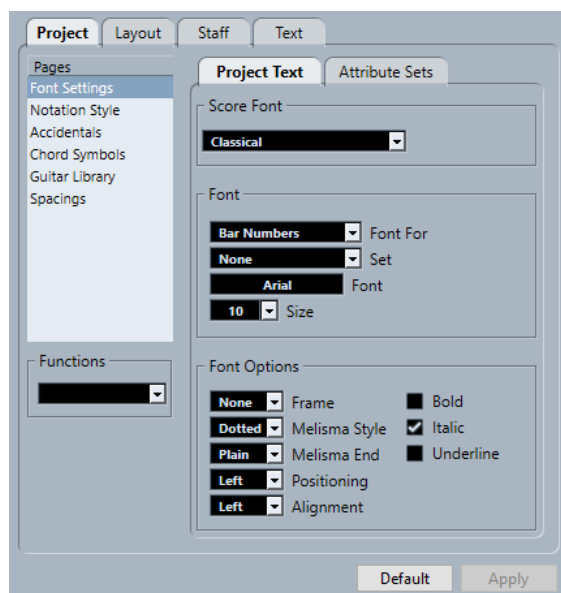 Project Layout Staff Text
Pages
Font Settings
Notation Style
Accidentals
Chord Symbols
Guitar Library
Spacings
Functions
Project Text Attribute Sets
Score Font
Classical
Font
Bar Numbers Font For
None Set
Arial Font
10 Size
Font Options
None Frame Bold
Dotted Melisma Style Italic
Plain Melisma End Underline
Left Positioning
Left Alignment
Default Apply